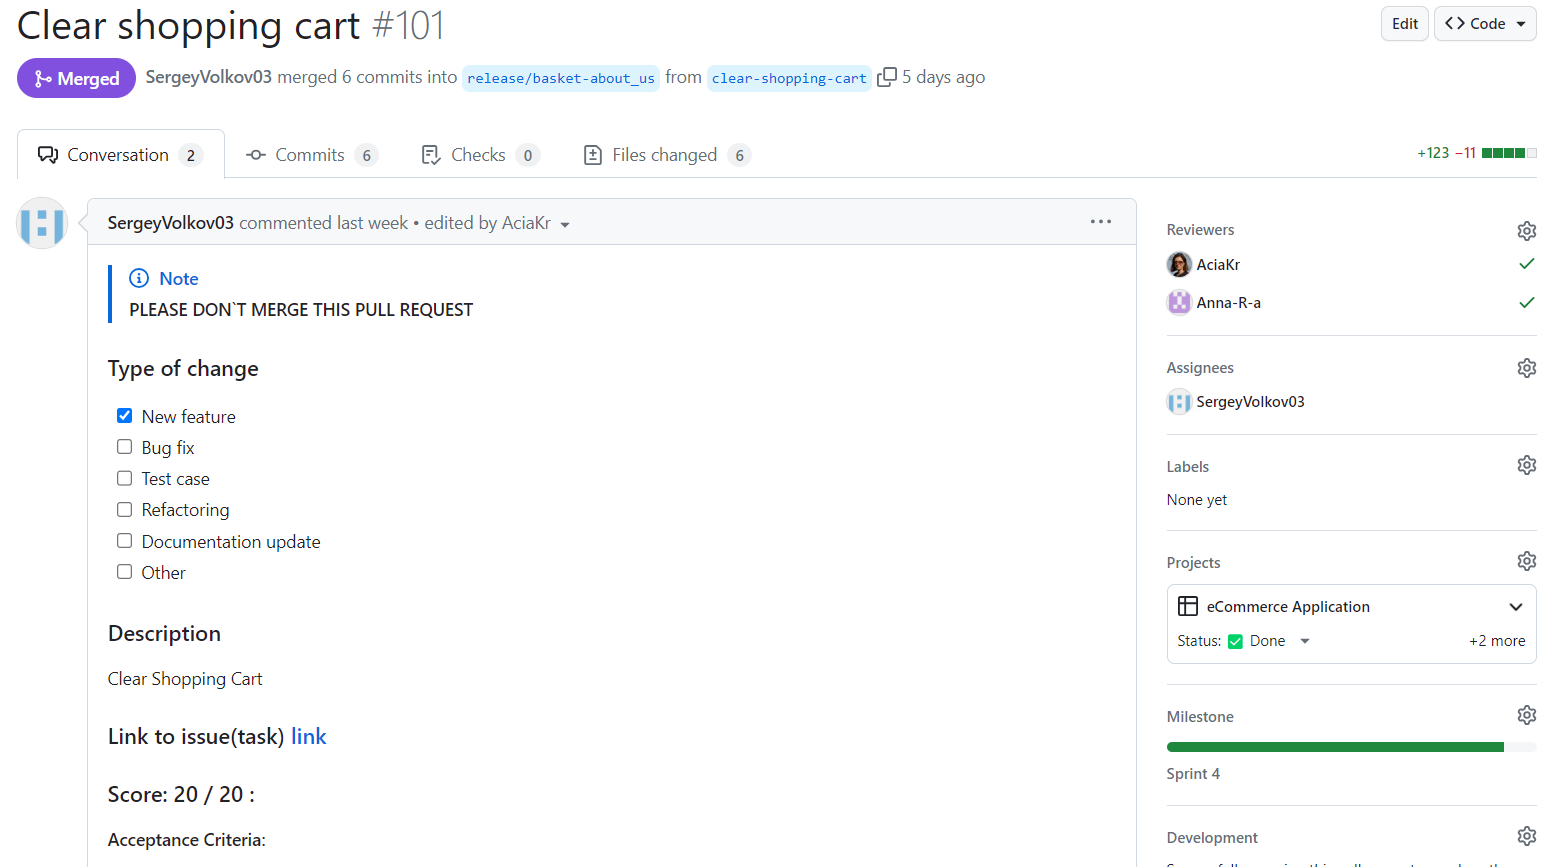 Clear shopping cart #101
Edit
Code
Merged
SergeyVolkov03 merged 6 commits into release/basket-about_us from clear-shopping-cart 5 days ago
Conversation 2
Commits 6
Checks 0
Files changed 6
+123 −11
SergeyVolkov03 commented last week • edited by AciaKr
Note
PLEASE DON`T MERGE THIS PULL REQUEST
Type of change
New feature
Bug fix
Test case
Refactoring
Documentation update
Other
Description
Clear Shopping Cart
Link to issue(task) link
Score: 20 / 20 :
Acceptance Criteria:
Reviewers
AciaKr
Anna-R-a
Assignees
SergeyVolkov03
Labels
None yet
Projects
eCommerce Application
Status: Done
+2 more
Milestone
Sprint 4
Development